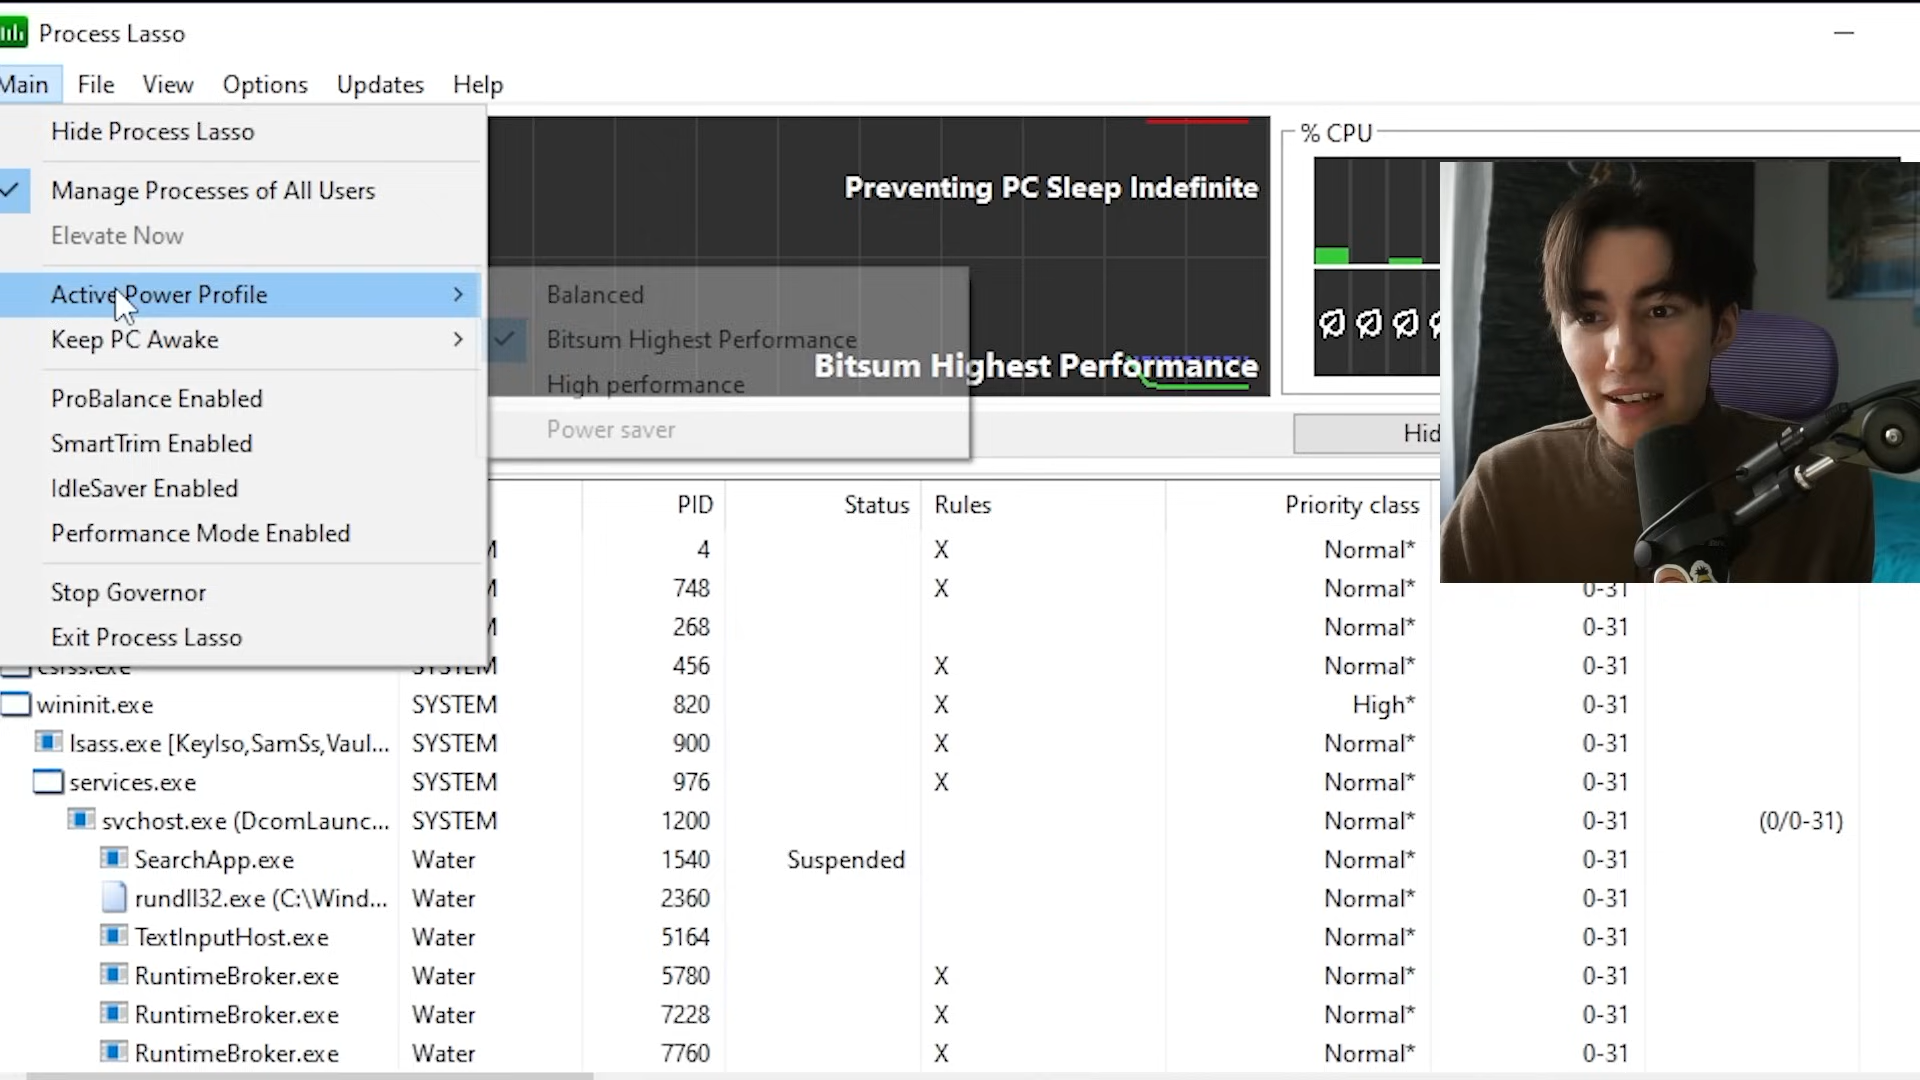 Process Lasso
Main File View Options Updates Help
Hide Process Lasso
Manage Processes of All Users
Elevate Now
Active Power Profile
Keep PC Awake
ProBalance Enabled
SmartTrim Enabled
IdleSaver Enabled
Performance Mode Enabled
Stop Governor
Exit Process Lasso
Balanced
Bitsum Highest Performance
High performance
Power saver
Preventing PC Sleep Indefinite
Bitsum Highest Performance
% CPU
Hid
PID Status Rules Priority class
4 X Normal*
748 X Normal* 0-31
268 Normal* 0-31
csrss.exe SYSTEM 456 X Normal* 0-31
wininit.exe SYSTEM 820 X High* 0-31
lsass.exe [KeyIso,SamSs,Vaul... SYSTEM 900 X Normal* 0-31
services.exe SYSTEM 976 X Normal* 0-31
svchost.exe (DcomLaunc... SYSTEM 1200 Normal* 0-31 (0/0-31)
SearchApp.exe Water 1540 Suspended Normal* 0-31
rundll32.exe (C:\Wind... Water 2360 Normal* 0-31
TextInputHost.exe Water 5164 Normal* 0-31
RuntimeBroker.exe Water 5780 X Normal* 0-31
RuntimeBroker.exe Water 7228 X Normal* 0-31
RuntimeBroker.exe Water 7760 X Normal* 0-31